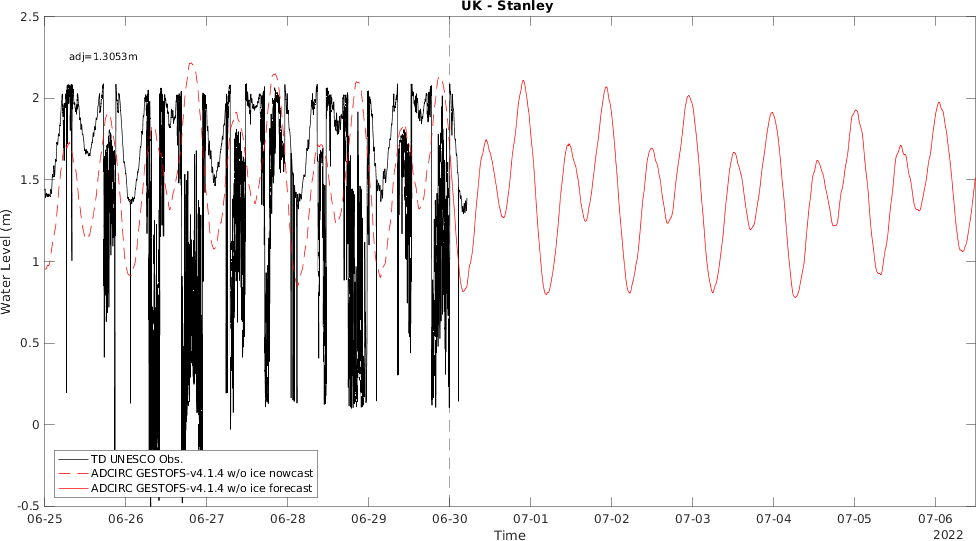 UK - Stanley
adj=1.3053m
Water Level (m)
2.5
2
1.5
1
0.5
0
-0.5
TD UNESCO Obs.
ADCIRC GESTOFS-v4.1.4 w/o ice nowcast
ADCIRC GESTOFS-v4.1.4 w/o ice forecast
06-25 06-26 06-27 06-28 06-29 06-30 07-01 07-02 07-03 07-04 07-05 07-06
Time
2022